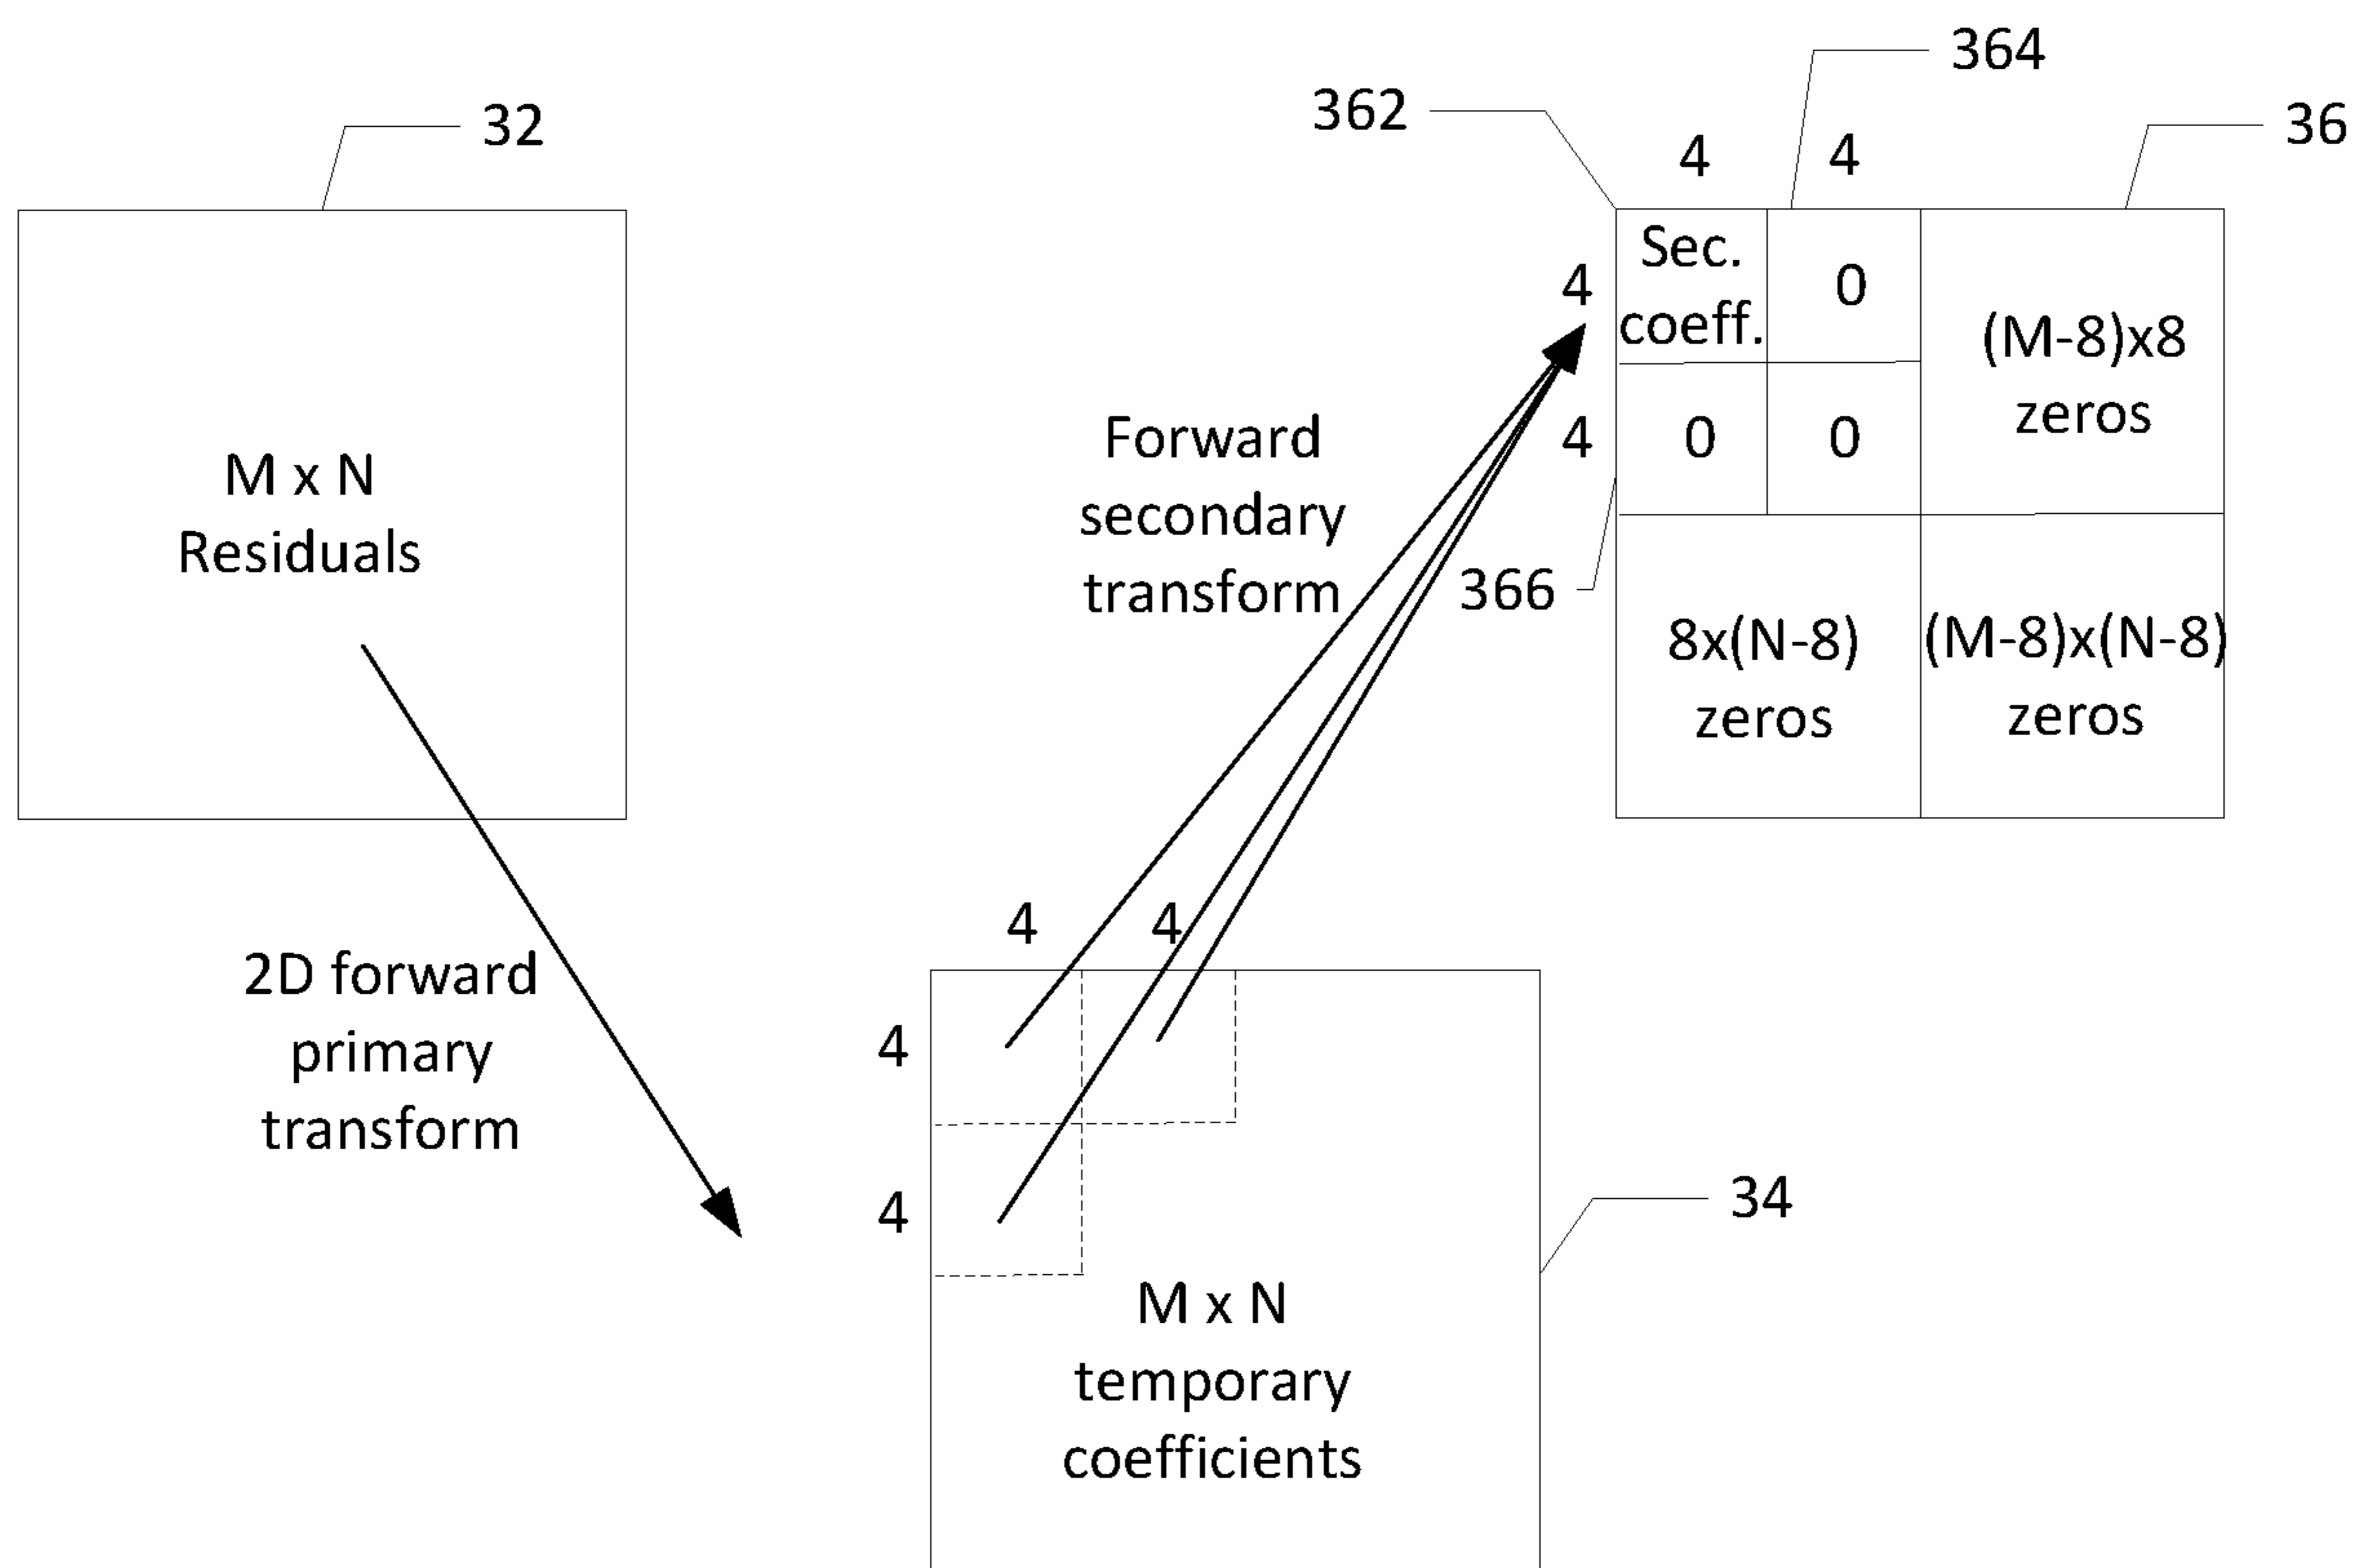 32
M x N
Residuals
2D forward
primary
transform
364
362
36
4
4
4
Sec.
coeff.
0
(M-8)x8
zeros
4
0
0
Forward
secondary
transform
366
8x(N-8)
zeros
(M-8)x(N-8)
zeros
4
4
4
4
34
M x N
temporary
coefficients